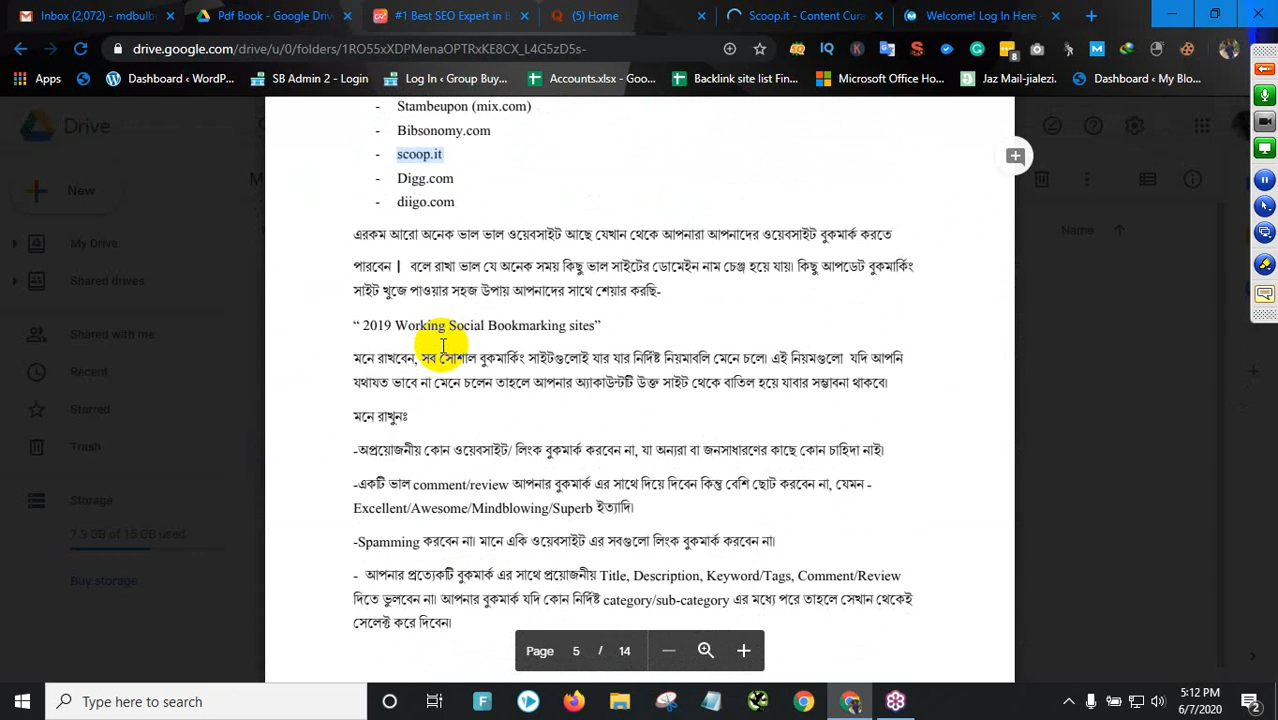 Inbox (2,072) - mdbulb
Pdf Book - Google Driv
#1 Best SEO Expert in B
(5) Home
Scoop.it - Content Cura
Welcome! Log In Here -
drive.google.com/drive/u/0/folders/1RO55xXDPMenaOPTRxKE8CX_L4G5zD5s-
Apps
Dashboard ‹ WordP...
SB Admin 2 - Login
Log In ‹ Group Buy...
Accounts.xlsx - Goo...
Backlink site list Fin...
Microsoft Office Ho...
Jaz Mail-jialezi.
Dashboard ‹ My Blo...
Drive
New
My Drive
Shared drives
Shared with me
Recent
Starred
Trash
Storage
7.9 GB of 15 GB used
Buy storage
Name
- Stambeupon (mix.com)
- Bibsonomy.com
- scoop.it
- Digg.com
- diigo.com
এরকম আরো অনেক ভাল ভাল ওয়েবসাইট আছে যেখান থেকে আপনারা আপনাদের ওয়েবসাইট বুকমার্ক করতে
পারবেন | বলে রাখা ভাল যে অনেক সময় কিছু ভাল সাইটের ডোমেইন নাম চেঞ্জ হয়ে যায়। কিছু আপডেট বুকমার্কিং
সাইট খুজে পাওয়ার সহজ উপায় আপনাদের সাথে শেয়ার করছি-
“ 2019 Working Social Bookmarking sites”
মনে রাখবেন, সব সোশাল বুকমার্কিং সাইটগুলোই যার যার নির্দিষ্ট নিয়মাবলি মেনে চলে। এই নিয়মগুলো যদি আপনি
যথাযত ভাবে না মেনে চলেন তাহলে আপনার অ্যাকাউন্টটি উক্ত সাইট থেকে বাতিল হয়ে যাবার সম্ভাবনা থাকবে।
মনে রাখুনঃ
-অপ্রয়োজনীয় কোন ওয়েবসাইট/ লিংক বুকমার্ক করবেন না, যা অন্যরা বা জনসাধারণের কাছে কোন চাহিদা নাই।
-একটি ভাল comment/review আপনার বুকমার্ক এর সাথে দিয়ে দিবেন কিন্তু বেশি ছোট করবেন না, যেমন -
Excellent/Awesome/Mindblowing/Superb ইত্যাদি।
-Spamming করবেন না। মানে একি ওয়েবসাইট এর সবগুলো লিংক বুকমার্ক করবেন না।
- আপনার প্রত্যেকটি বুকমার্ক এর সাথে প্রয়োজনীয় Title, Description, Keyword/Tags, Comment/Review
দিতে ভুলবেন না। আপনার বুকমার্ক যদি কোন নির্দিষ্ট category/sub-category এর মধ্যে পরে তাহলে সেখান থেকেই
সেলেক্ট করে দিবেন।
Page 5 / 14
Type here to search
5:12 PM
6/7/2020
2